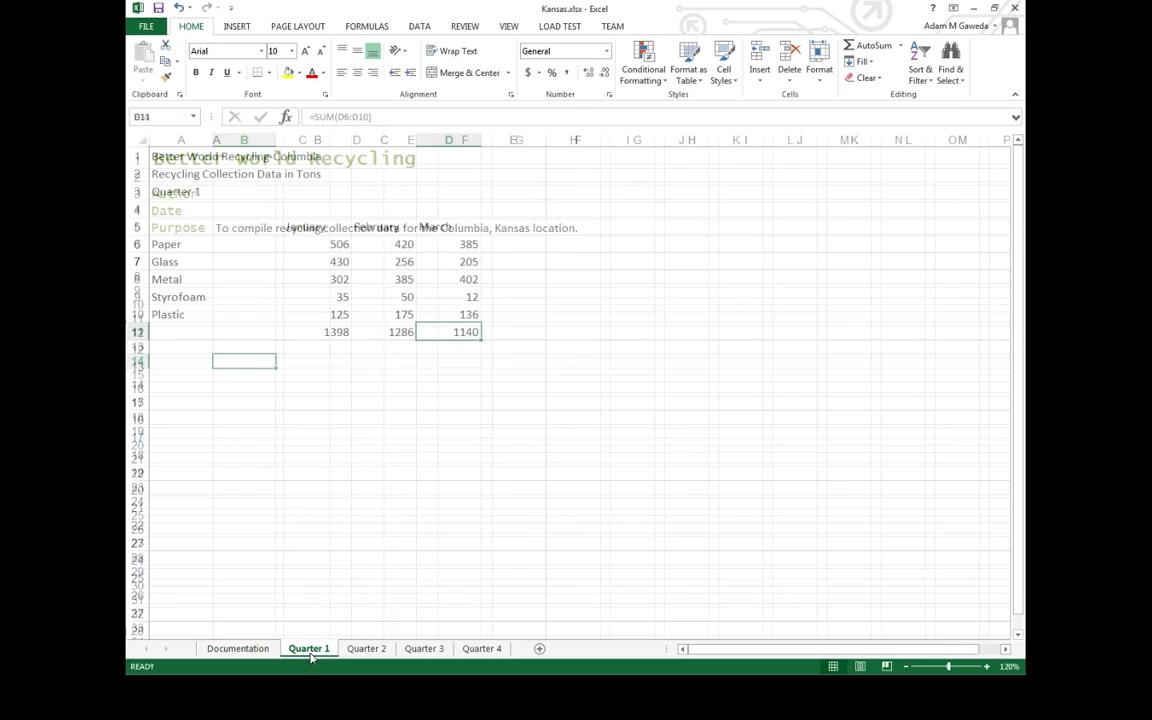 Kansas.xlsx - Excel
FILE HOME INSERT PAGE LAYOUT FORMULAS DATA REVIEW VIEW LOAD TEST TEAM Adam M Gaweda
Arial 10 Wrap Text General AutoSum
Paste B I U Merge & Center $ % Conditional Formatting Format as Table Cell Styles Insert Delete Format Fill Clear Sort & Filter Find & Select
Clipboard Font Alignment Number Styles Cells Editing
=SUM(D6:D10)
Better World Recycling-Columbia
Better World Recycling
Recycling Collection Data in Tons
Quarter 1
Author
Date
Purpose To compile recycling collection data for the Columbia, Kansas location.
January February March
Paper 506 420 385
Glass 430 256 205
Metal 302 385 402
Styrofoam 35 50 12
Plastic 125 175 136
1398 1286 1140
Documentation Quarter 1 Quarter 2 Quarter 3 Quarter 4
READY 120%